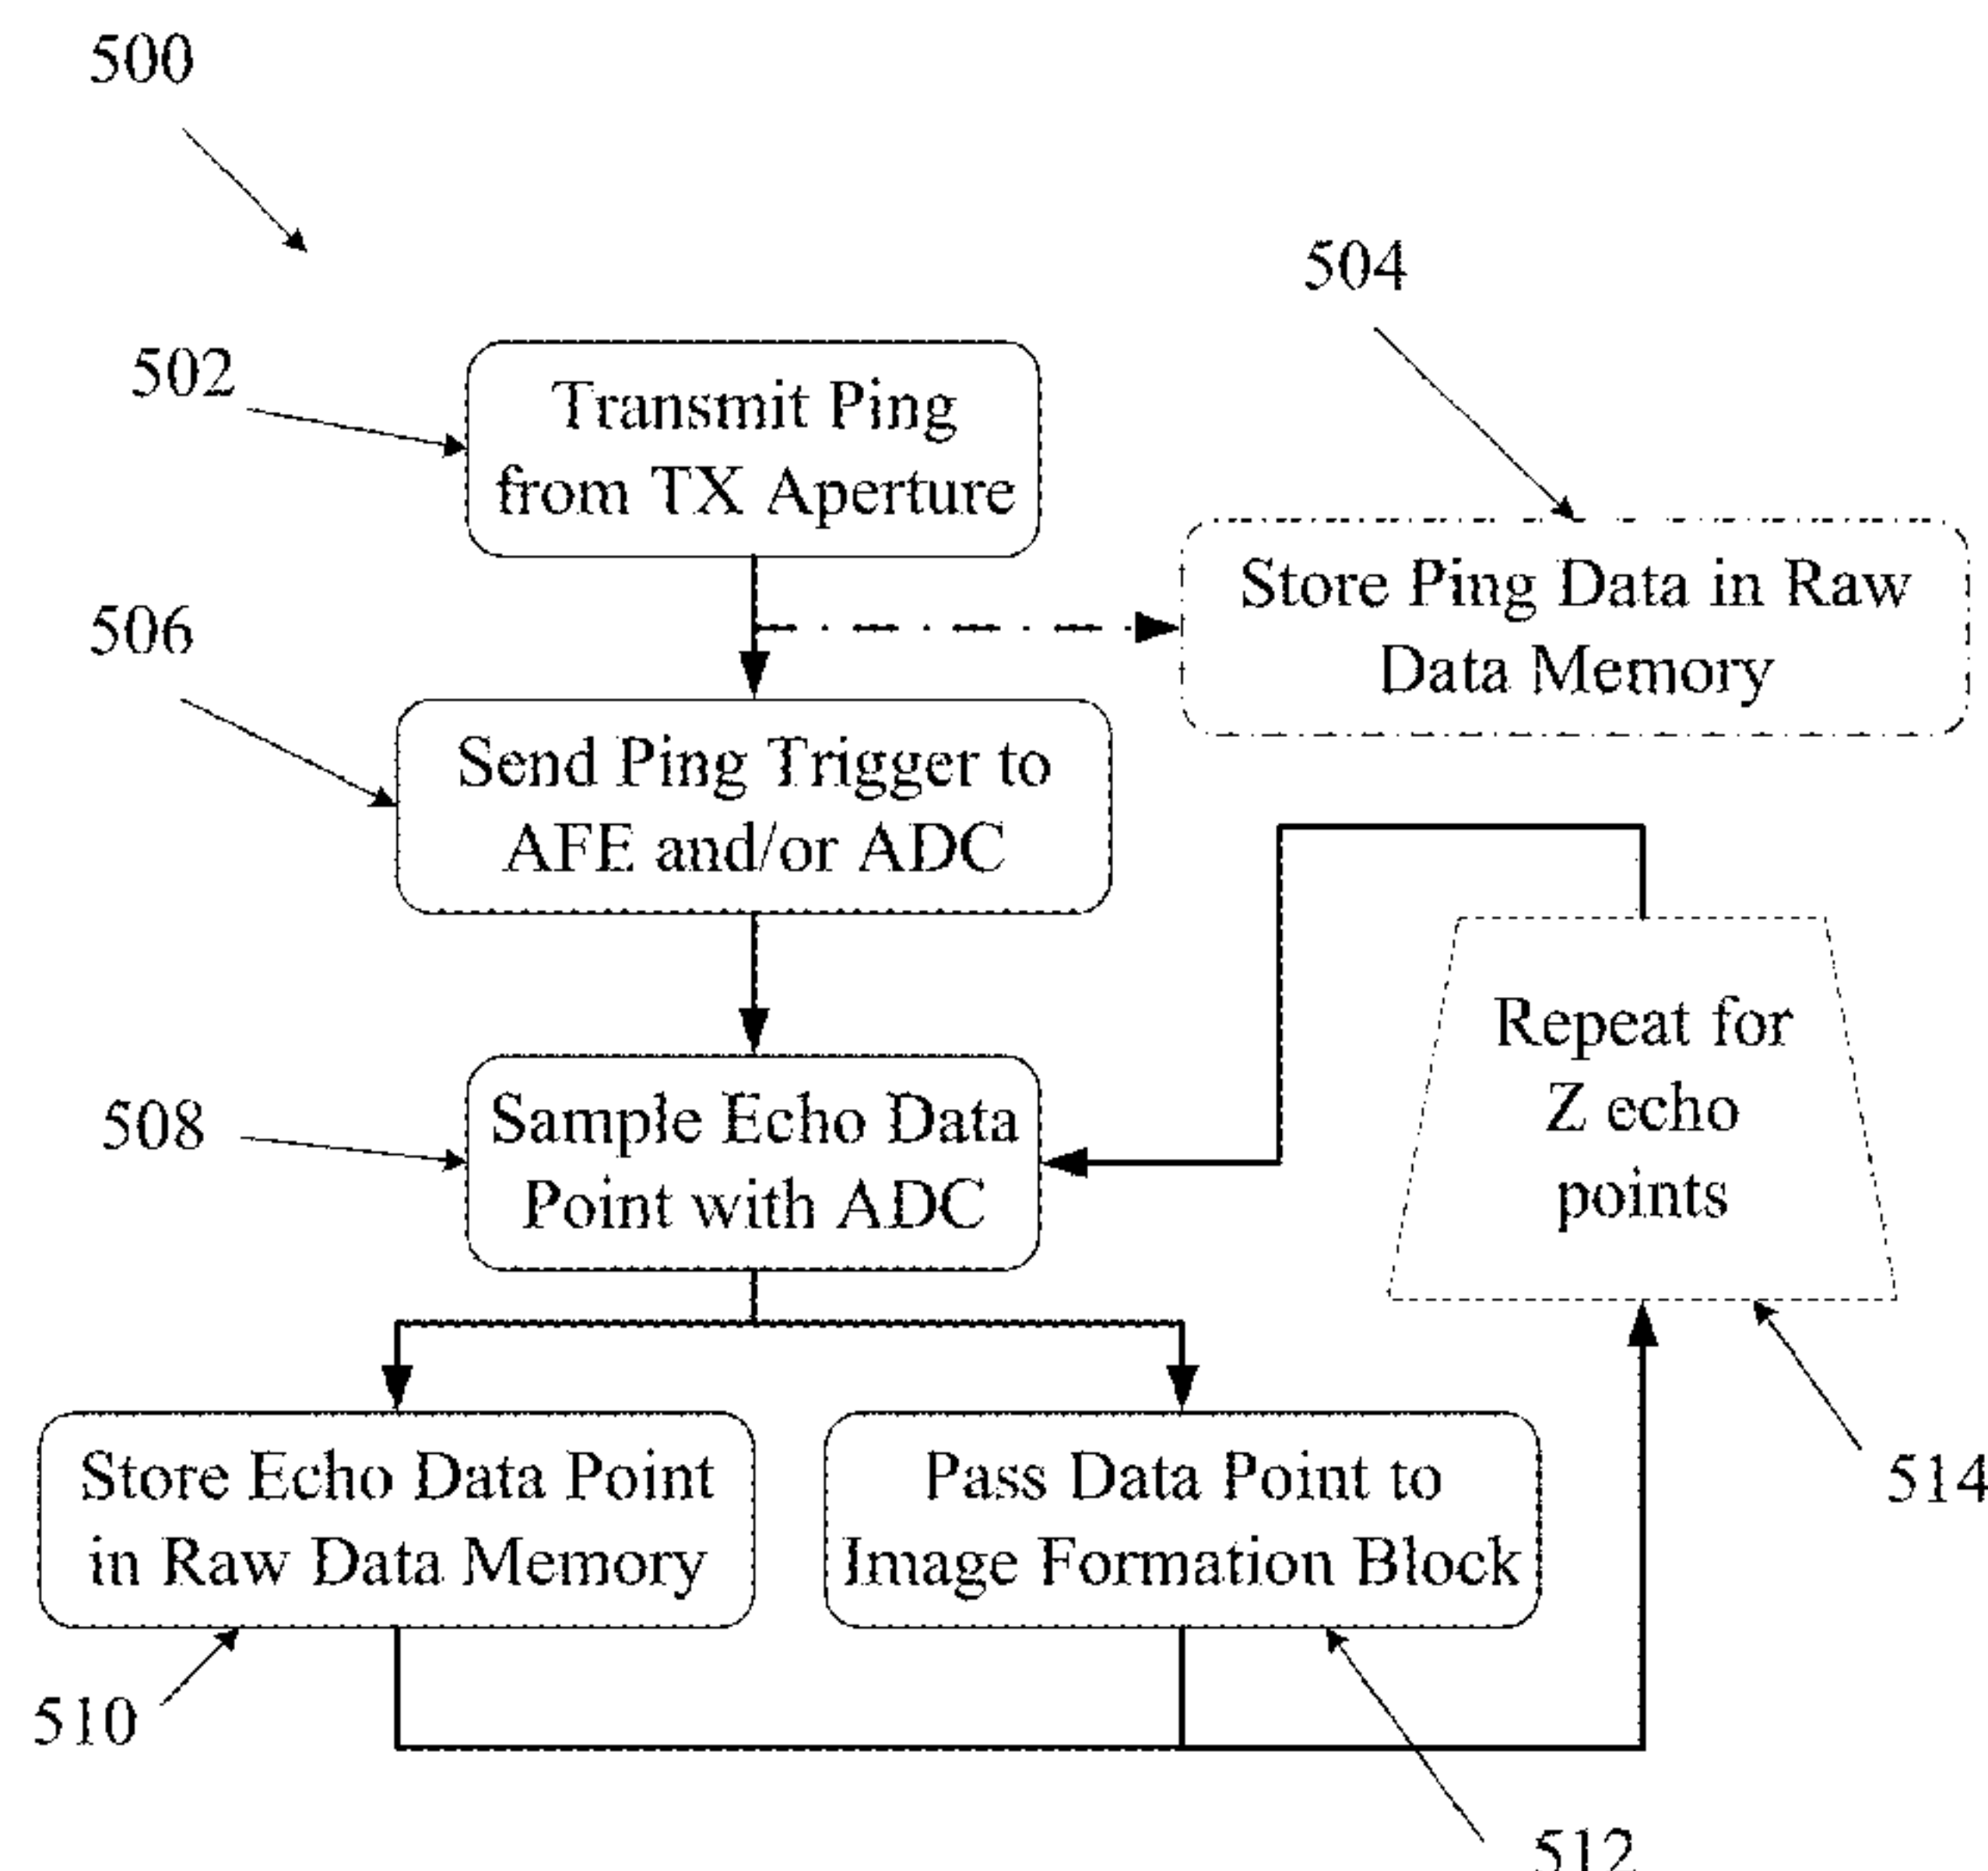 500
504
502
Transmit Ping
from TX Aperture
Store Ping Data in Raw
Data Memory
506
Send Ping Trigger to
AFE and/or ADC
Repeat for
Z echo
points
508
Sample Echo Data
Point with ADC
514
Store Echo Data Point
in Raw Data Memory
Pass Data Point to
Image Formation Block
510
512